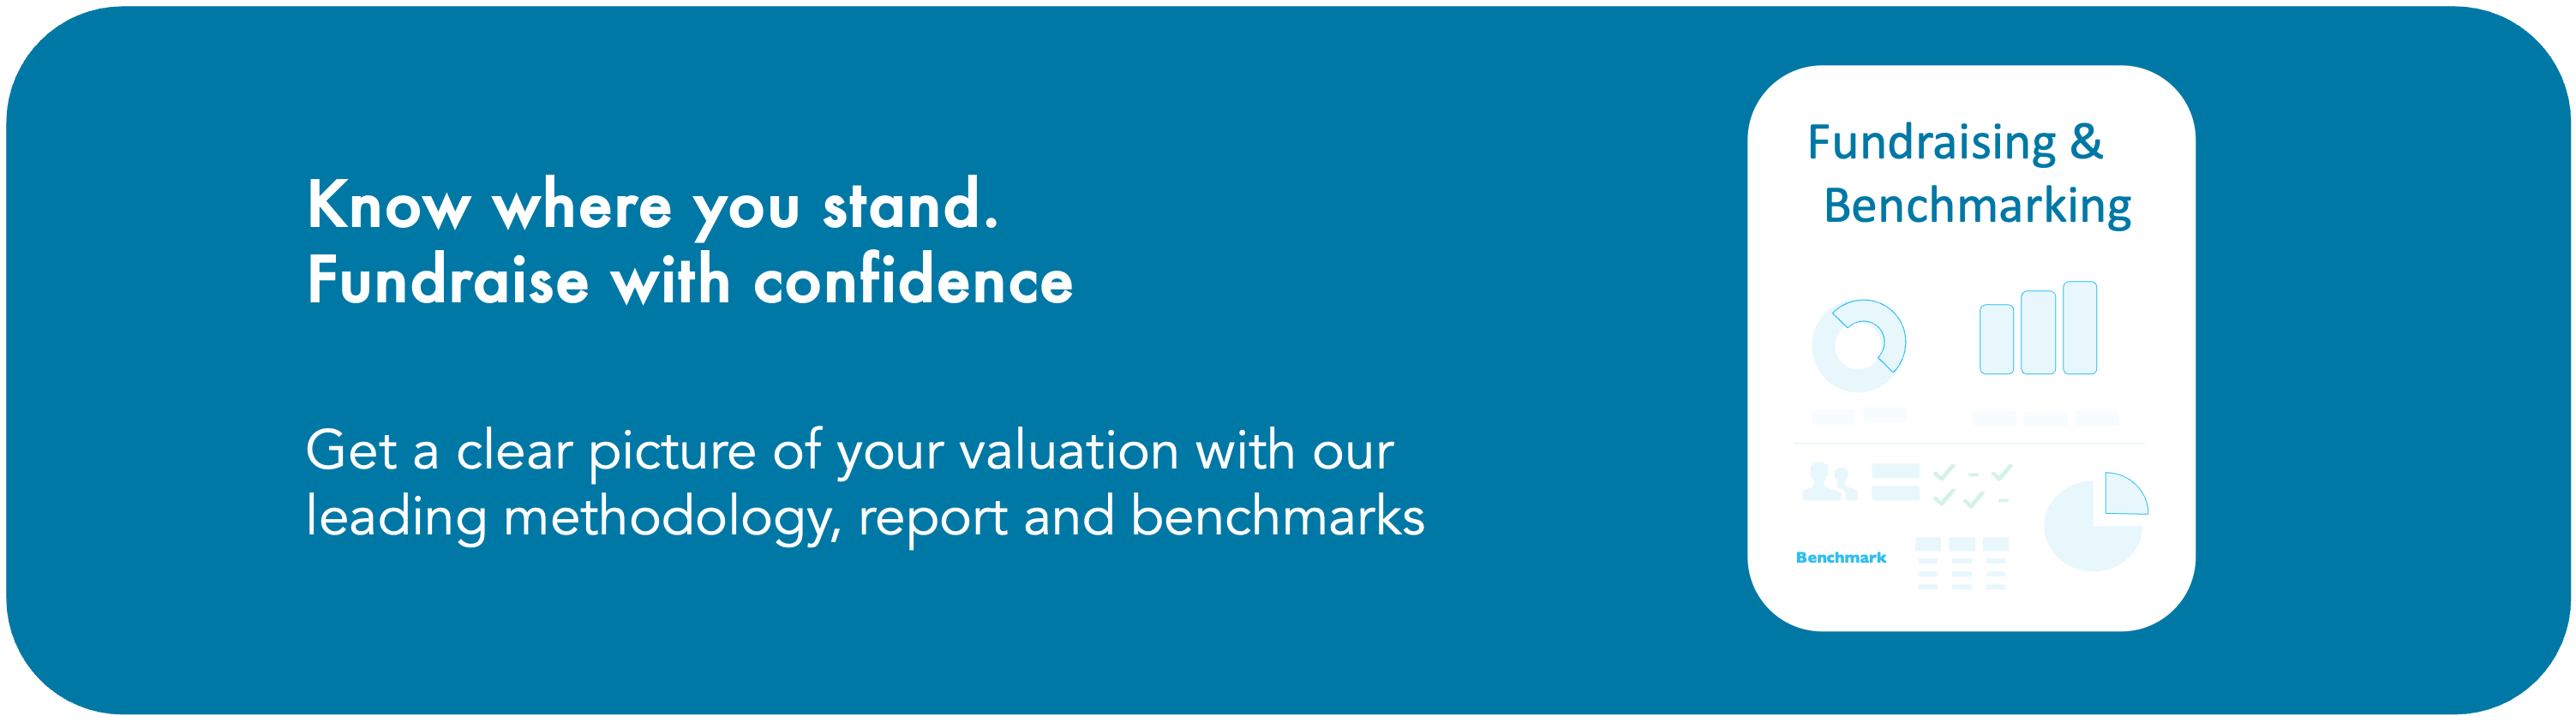 Know where you stand.
Fundraise with confidence
Get a clear picture of your valuation with our
leading methodology, report and benchmarks
Fundraising &
Benchmarking
Benchmark